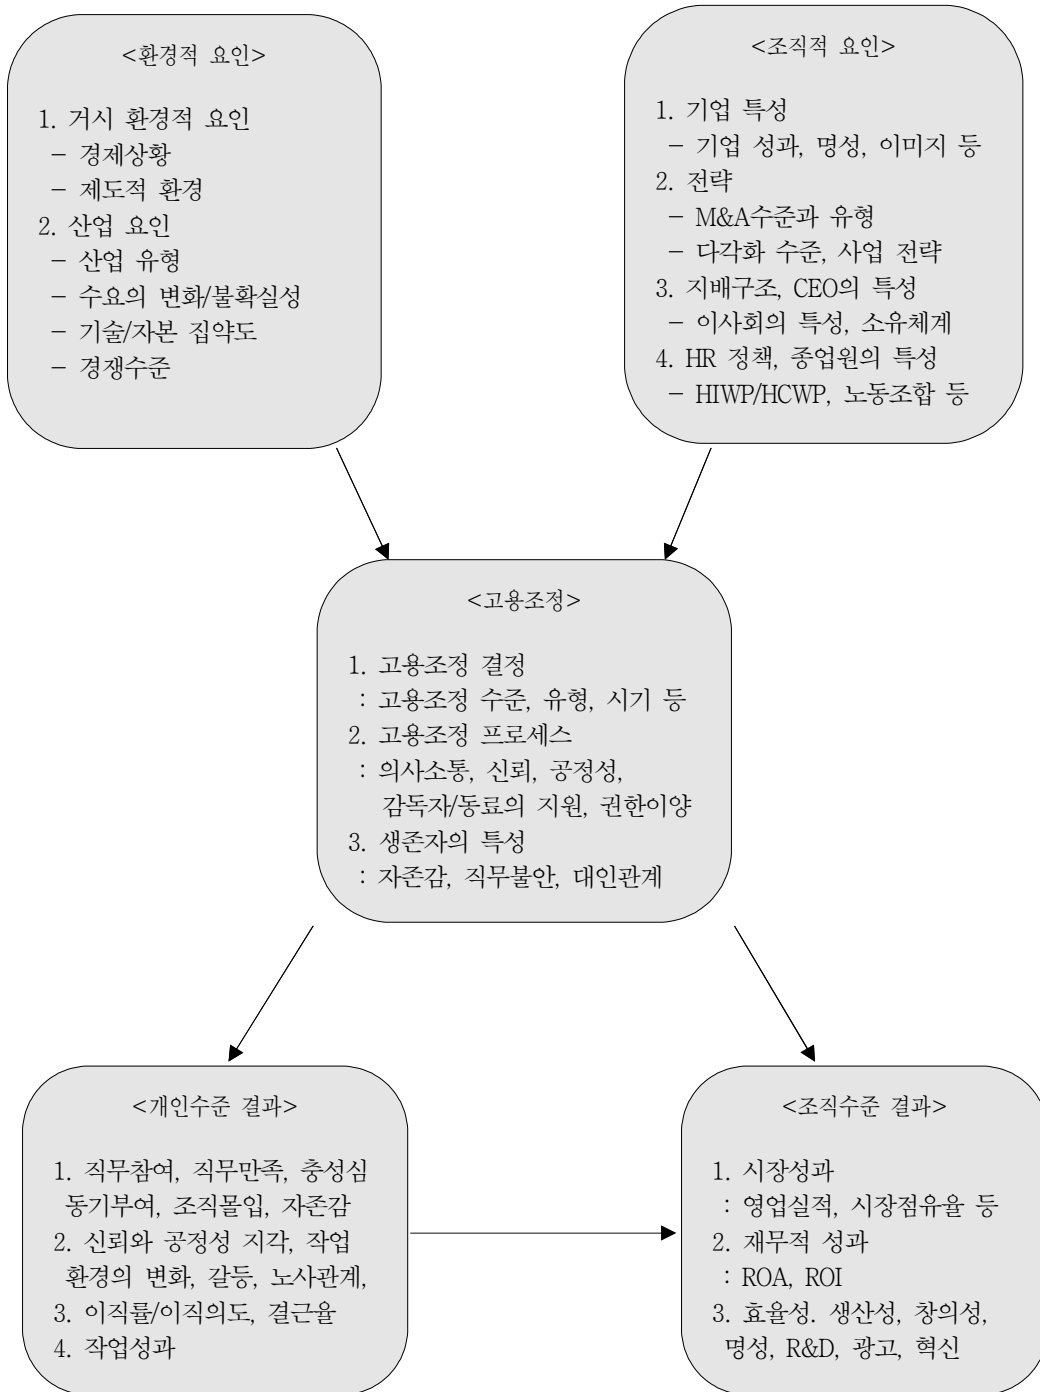 <환경적 요인>
1. 거시 환경적 요인
- 경제상황
- 제도적 환경
2. 산업 요인
- 산업 유형
- 수요의 변화/불확실성
- 기술/자본 집약도
- 경쟁수준
<조직적 요인>
1. 기업 특성
- 기업 성과, 명성, 이미지 등
2. 전략
- M&A수준과 유형
- 다각화 수준, 사업 전략
3. 지배구조, CEO의 특성
- 이사회의 특성, 소유체계
4. HR 정책, 종업원의 특성
- HIWP/HCWP, 노동조합 등
<고용조정>
1. 고용조정 결정
: 고용조정 수준, 유형, 시기 등
2. 고용조정 프로세스
: 의사소통, 신뢰, 공정성,
감독자/동료의 지원, 권한이양
3. 생존자의 특성
: 자존감, 직무불안, 대인관계
<개인수준 결과>
1. 직무참여, 직무만족, 충성심
동기부여, 조직몰입, 자존감
2. 신뢰와 공정성 지각, 작업
환경의 변화, 갈등, 노사관계,
3. 이직률/이직의도, 결근율
4. 작업성과
<조직수준 결과>
1. 시장성과
: 영업실적, 시장점유율 등
2. 재무적 성과
: ROA, ROI
3. 효율성. 생산성, 창의성,
명성, R&D, 광고, 혁신